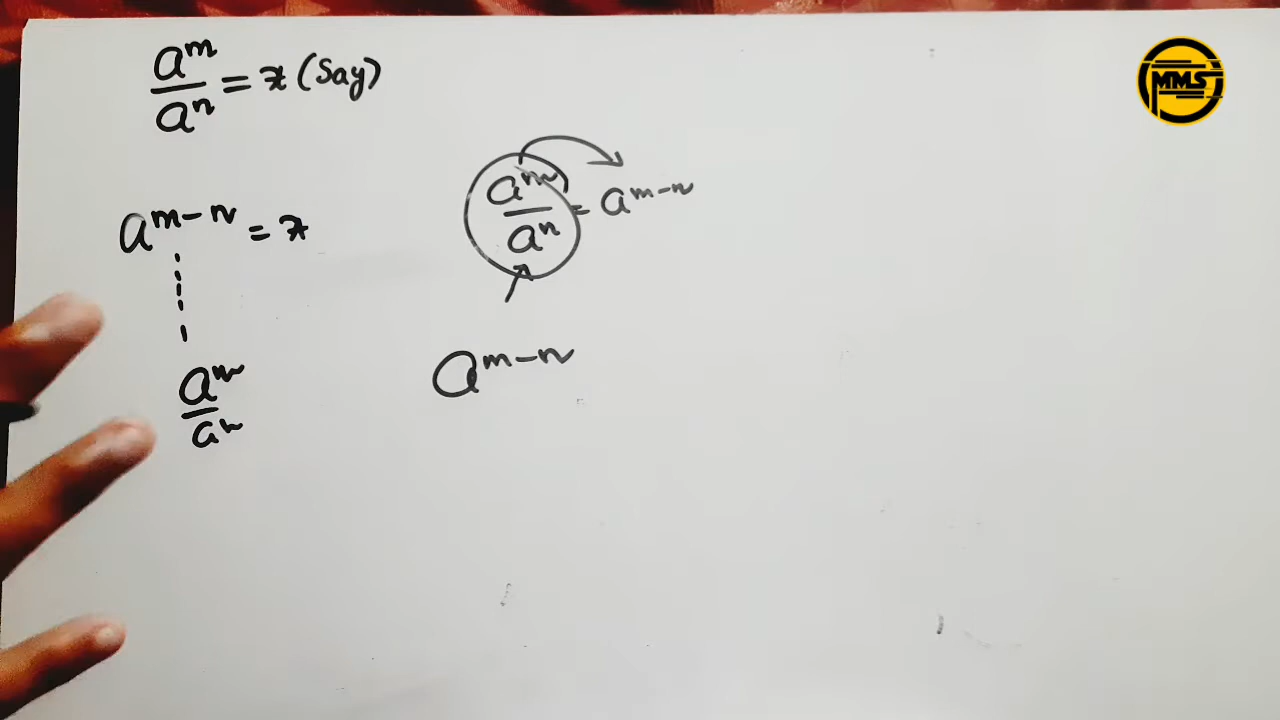 a^m/a^n = x (Say)
a^m/a^n = a^(m-n)
a^(m-n) = x
a^(m-n)
a^m/a^n
MMS